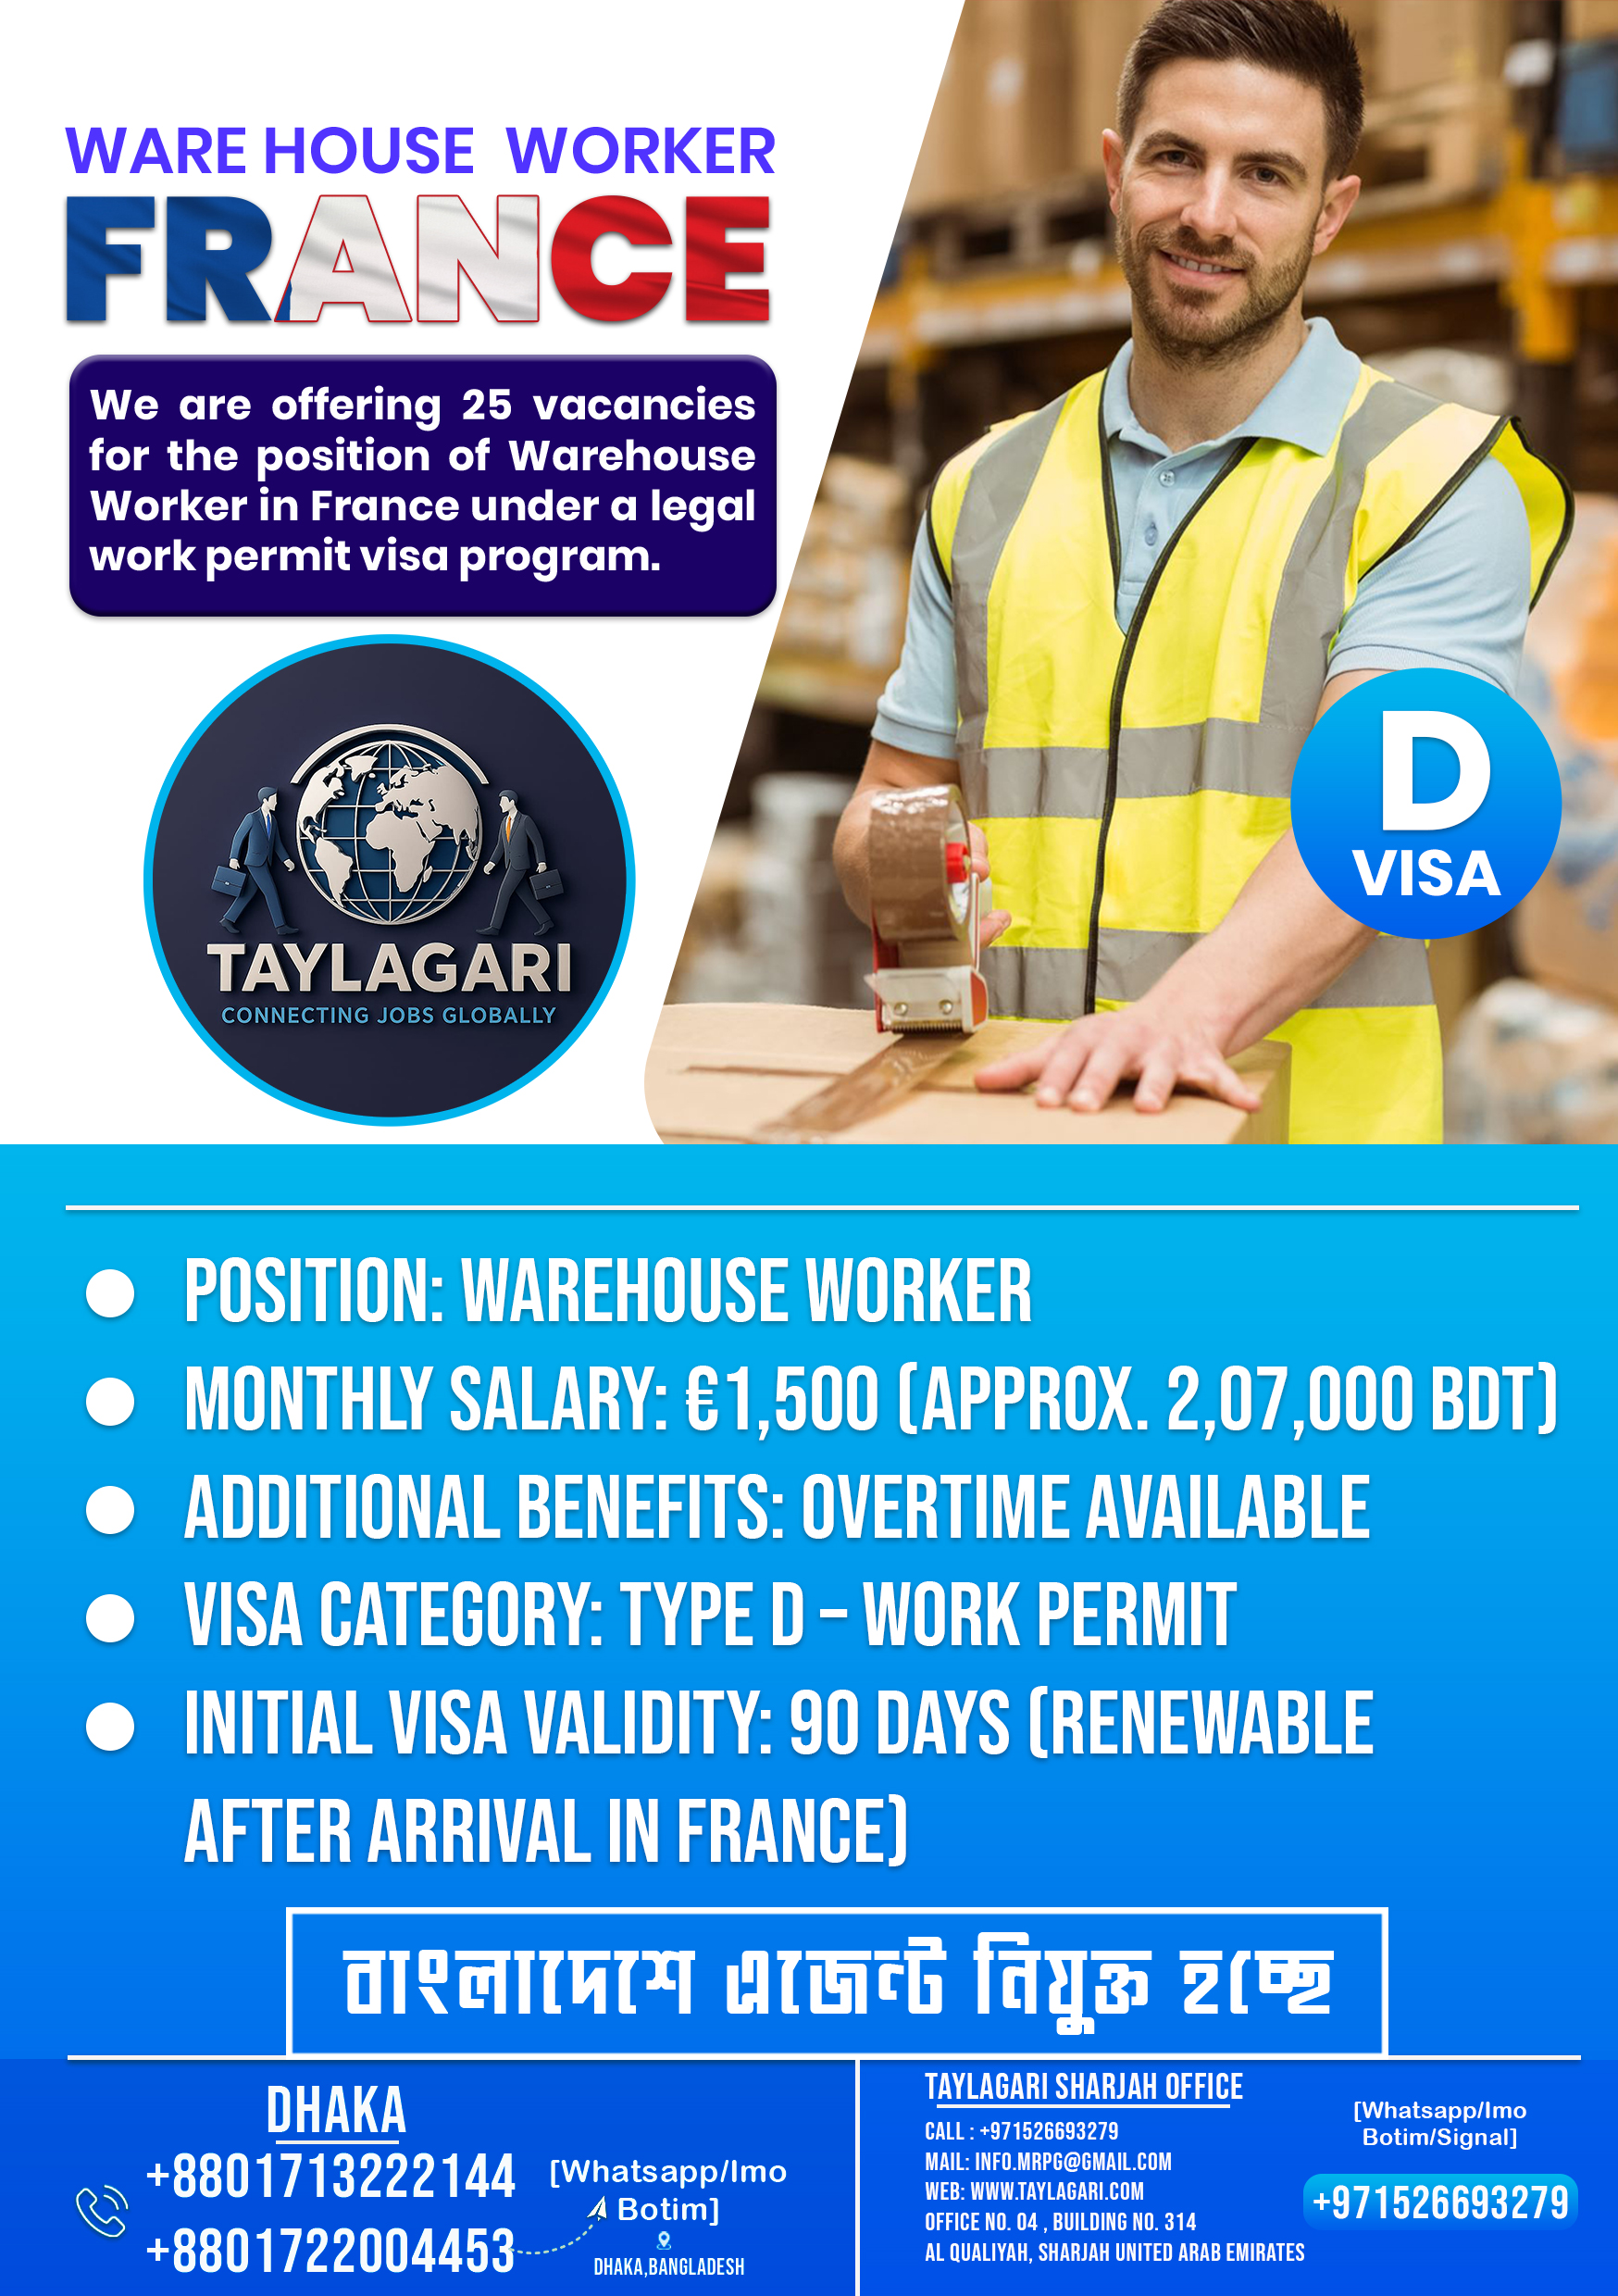 WARE HOUSE WORKER
FRANCE
We are offering 25 vacancies
for the position of Warehouse
Worker in France under a legal
work permit visa program.
TAYLAGARI
CONNECTING JOBS GLOBALLY
D
VISA
POSITION: WAREHOUSE WORKER
MONTHLY SALARY: €1,500 (APPROX. 2,07,000 BDT)
ADDITIONAL BENEFITS: OVERTIME AVAILABLE
VISA CATEGORY: TYPE D – WORK PERMIT
INITIAL VISA VALIDITY: 90 DAYS (RENEWABLE
AFTER ARRIVAL IN FRANCE)
বাংলাদেশে এজেন্ট নিযুক্ত হচ্ছে
DHAKA
+8801713222144
+8801722004453
[Whatsapp/Imo
Botim]
DHAKA,BANGLADESH
TAYLAGARI SHARJAH OFFICE
CALL : +971526693279
MAIL: INFO.MRPG@GMAIL.COM
WEB: WWW.TAYLAGARI.COM
OFFICE NO. 04 , BUILDING NO. 314
AL QUALIYAH, SHARJAH UNITED ARAB EMIRATES
[Whatsapp/Imo
Botim/Signal]
+971526693279